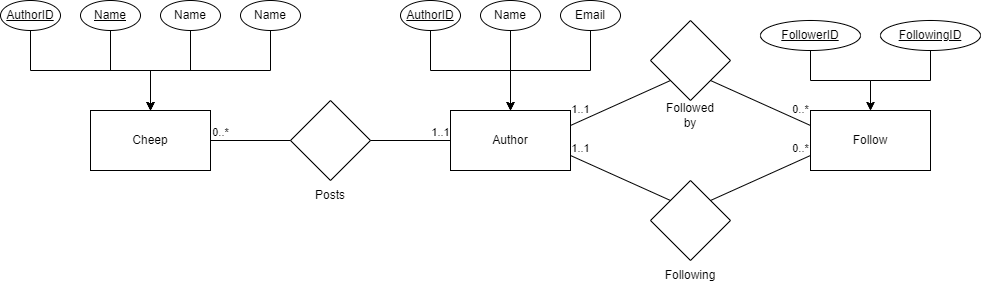 AuthorID
Name
Name
Name
AuthorID
Name
Email
FollowerID
FollowingID
Cheep
0..*
Posts
1..1
Author
1..1
1..1
Followed
by
Following
0..*
0..*
Follow